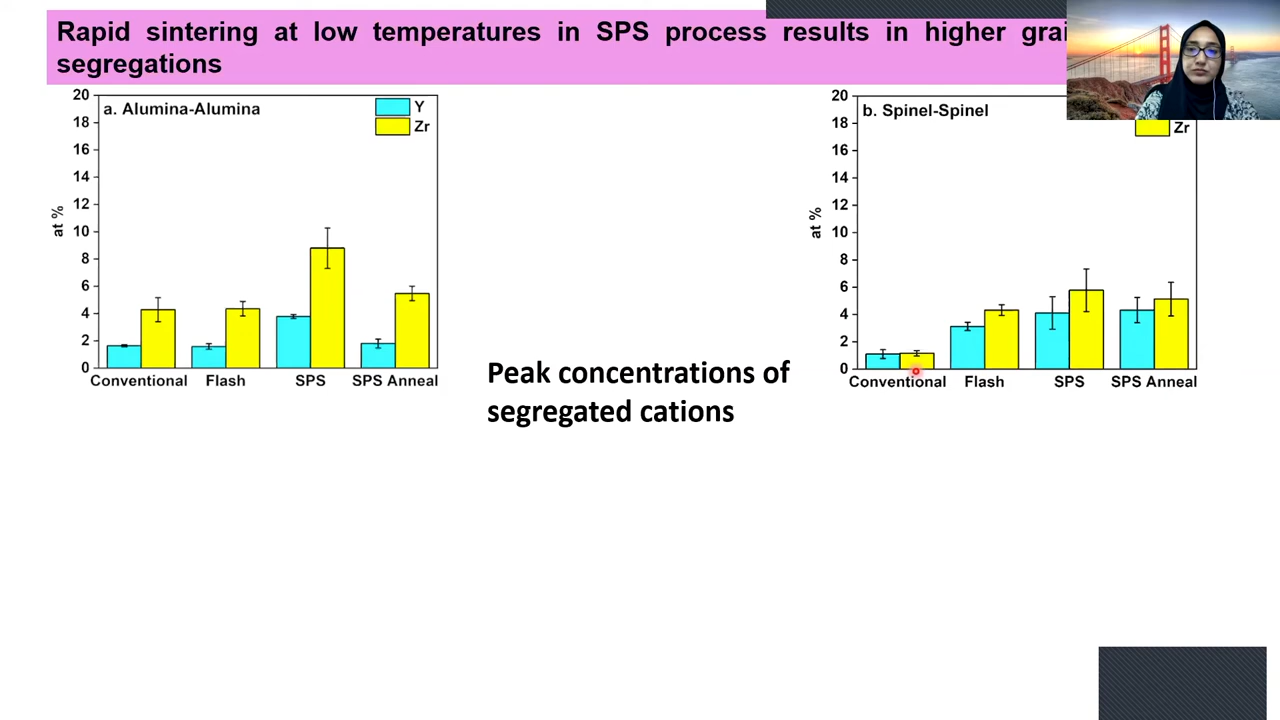 Rapid sintering at low temperatures in SPS process results in higher
segregations
a. Alumina-Alumina
Y
Zr
20
18
16
14
12
10
8
6
4
2
0
at %
Conventional Flash SPS SPS Anneal
Peak concentrations of
segregated cations
b. Spinel-Spinel
Zr
20
18
16
14
12
10
8
6
4
2
0
at %
Conventional Flash SPS SPS Anneal